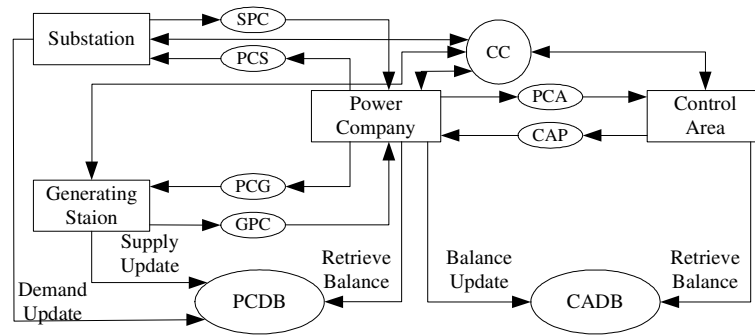 SPC
Substation
CC
PCS
Power
Company
PCA
Control
Area
CAP
Generating
Staion
PCG
GPC
Supply
Update
Retrieve
Balance
Balance
Update
Retrieve
Balance
Demand
Update
PCDB
CADB